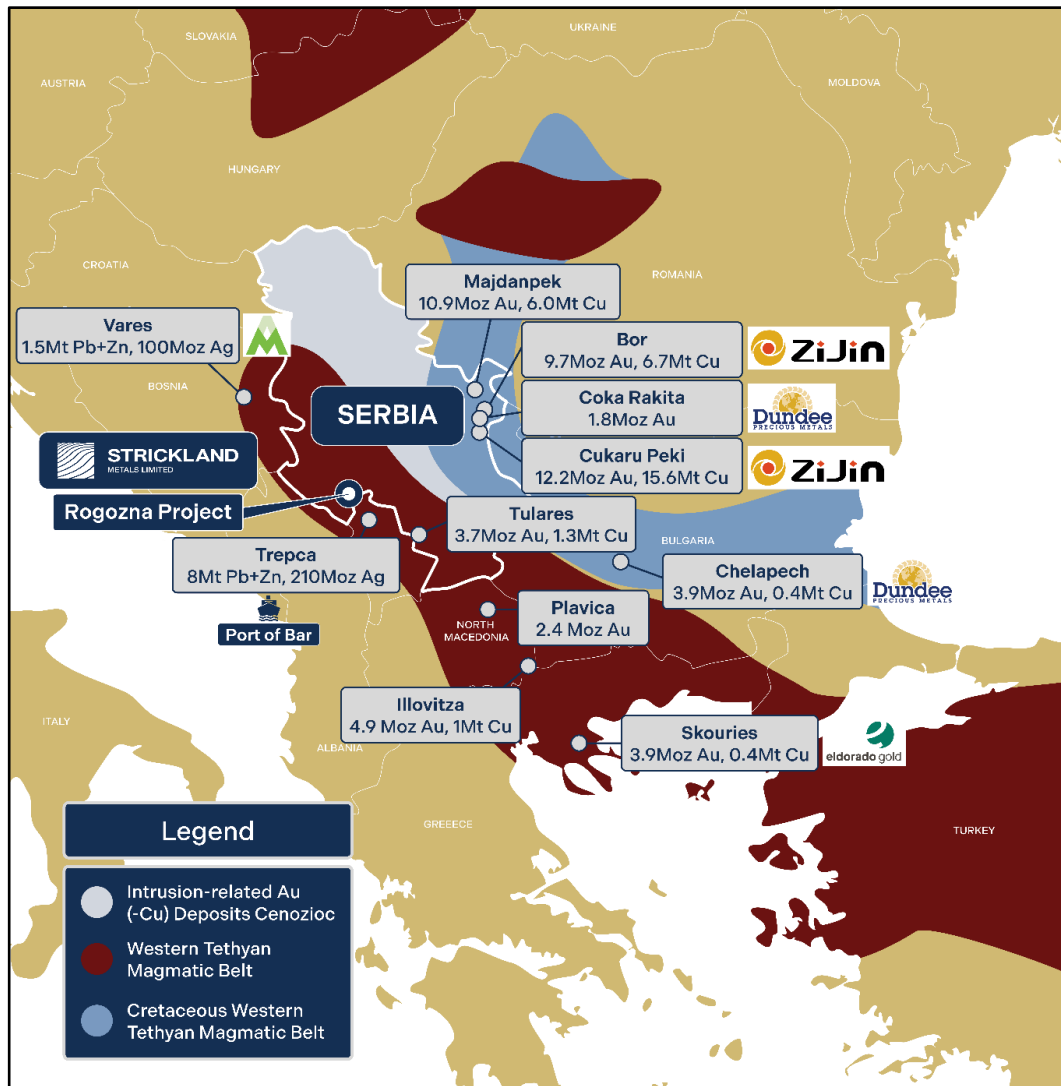 SLOVAKIA
UKRAINE
AUSTRIA
MOLDOVA
HUNGARY
CROATIA
ROMANIA
Majdanpek
10.9Moz Au, 6.0Mt Cu
Vares
1.5Mt Pb+Zn, 100Moz Ag
Bor
9.7Moz Au, 6.7Mt Cu
ZiJin
BOSNIA
SERBIA
Coka Rakita
1.8Moz Au
Dundee
PRECIOUS METALS
STRICKLAND
METALS LIMITED
Cukaru Peki
12.2Moz Au, 15.6Mt Cu
ZiJin
Rogozna Project
Tulares
3.7Moz Au, 1.3Mt Cu
BULGARIA
Trepca
8Mt Pb+Zn, 210Moz Ag
Chelapech
3.9Moz Au, 0.4Mt Cu
Dundee
PRECIOUS METALS
Port of Bar
Plavica
2.4 Moz Au
NORTH
MACEDONIA
Illovitza
4.9 Moz Au, 1Mt Cu
ITALY
ALBANIA
Skouries
3.9Moz Au, 0.4Mt Cu
eldorado gold
GREEECE
TURKEY
Legend
Intrusion-related Au
(-Cu) Deposits Cenozioc
Western Tethyan
Magmatic Belt
Cretaceous Western
Tethyan Magmatic Belt